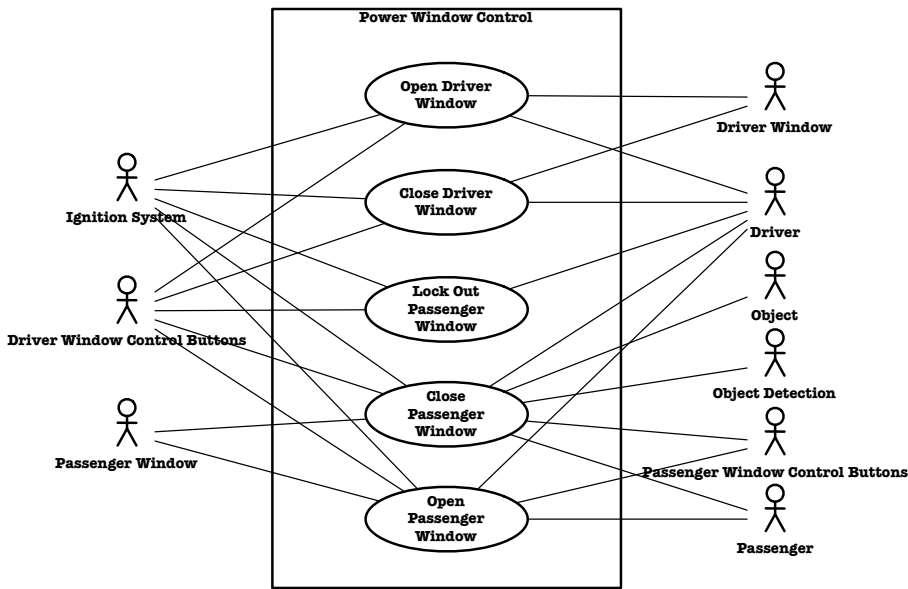 Power Window Control
Open Driver
Window
Driver Window
Close Driver
Window
Ignition System
Driver
Lock Out
Passenger
Window
Object
Driver Window Control Buttons
Object Detection
Close
Passenger
Window
Passenger Window
Passenger Window Control Buttons
Open
Passenger
Window
Passenger